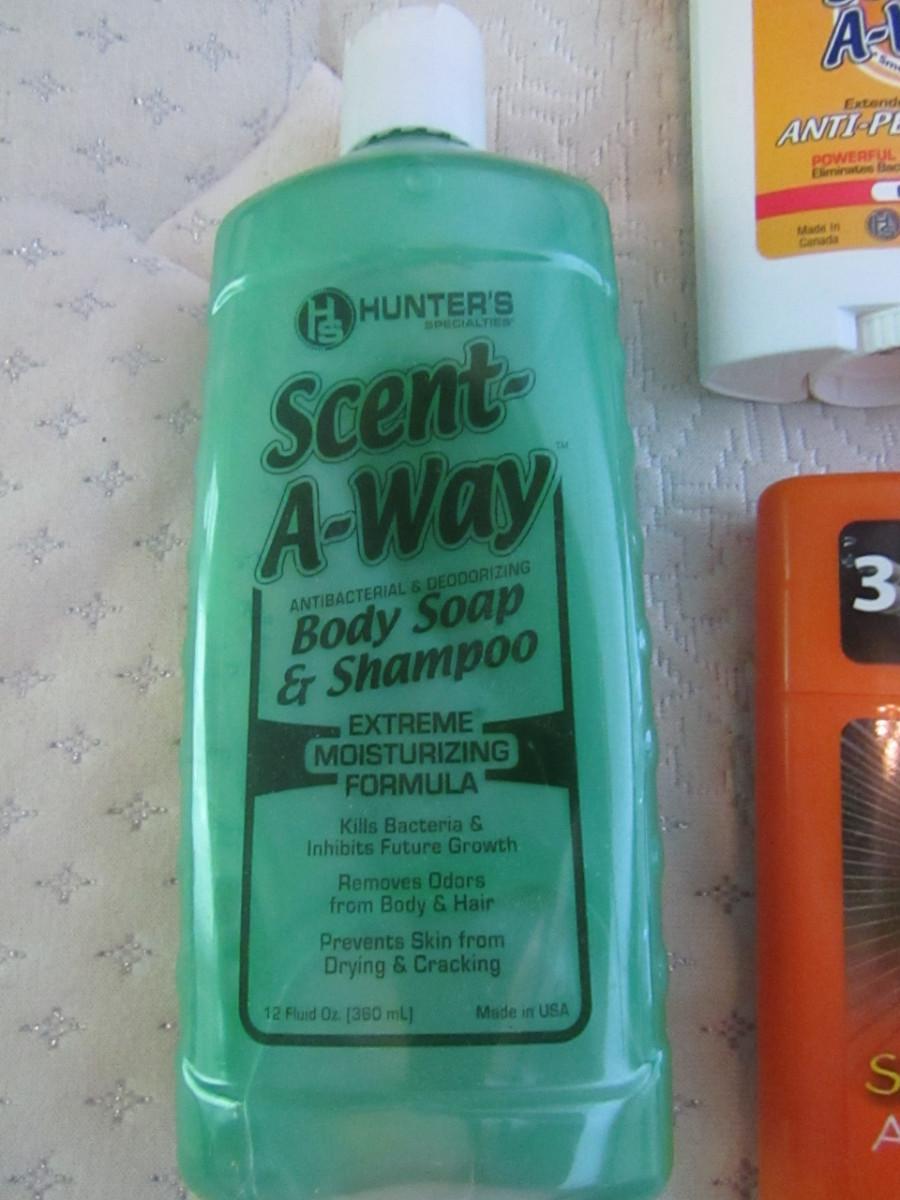 HS
HUNTER'S
SPECIALTIES
Scent-
A-Way™
ANTIBACTERIAL & DEODORIZING
Body Soap
& Shampoo
EXTREME
MOISTURIZING
FORMULA
Kills Bacteria &
Inhibits Future Growth
Removes Odors
from Body & Hair
Prevents Skin from
Drying & Cracking
12 Fluid Oz. [360 mL]
Made in USA
A-
ANTI-PE
POWERFUL
Made In
Canada
3
S
A